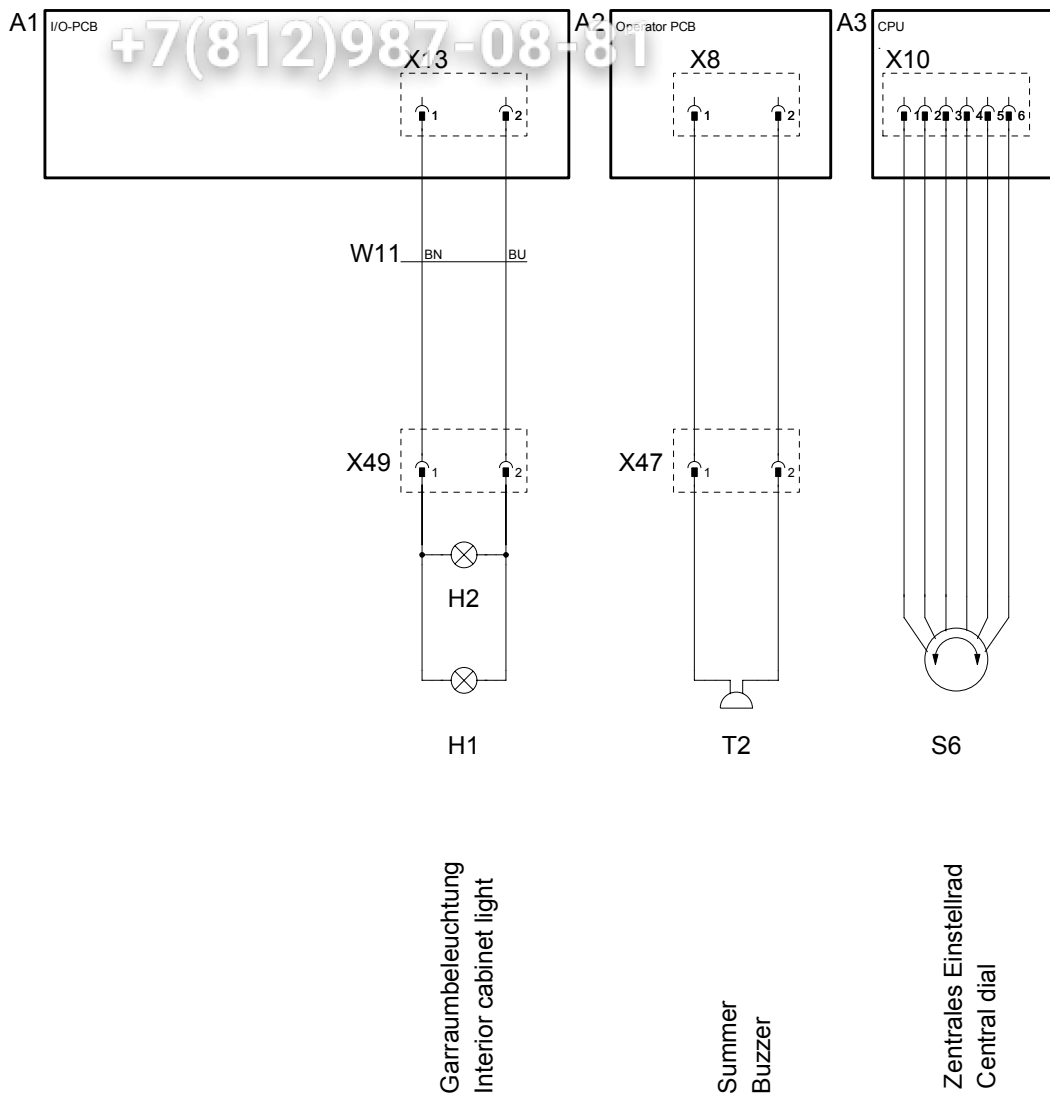 A1 I/O-PCB
A2 Operator PCB
A3 CPU
+7(812)987-08-81
X13
X8
X10
1 2
1 2
1 2 3 4 5 6
W11 BN BU
X49 1 2
X47 1 2
H2
H1
T2
S6
Garraumbeleuchtung
Interior cabinet light
Summer
Buzzer
Zentrales Einstellrad
Central dial